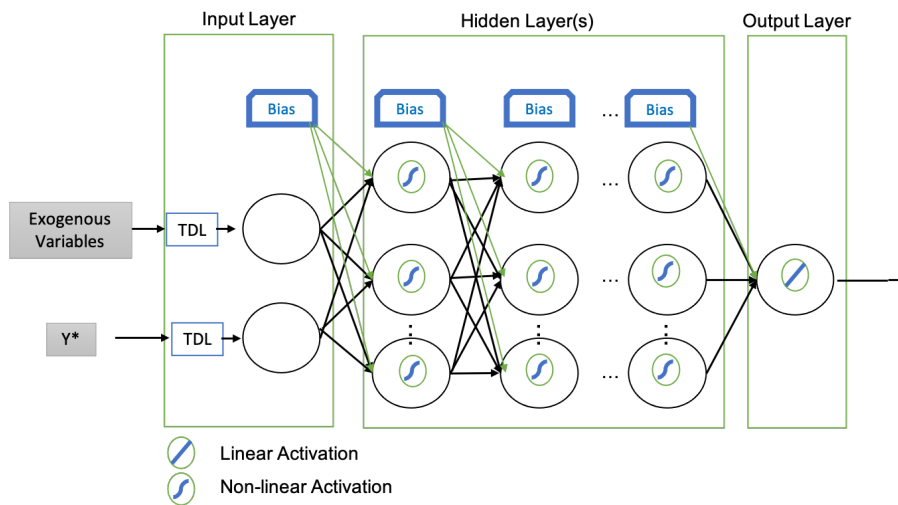 Input Layer
Hidden Layer(s)
Output Layer
Bias
Bias
Bias
...
Bias
...
Exogenous
Variables
TDL
...
Y*
TDL
...
Linear Activation
Non-linear Activation